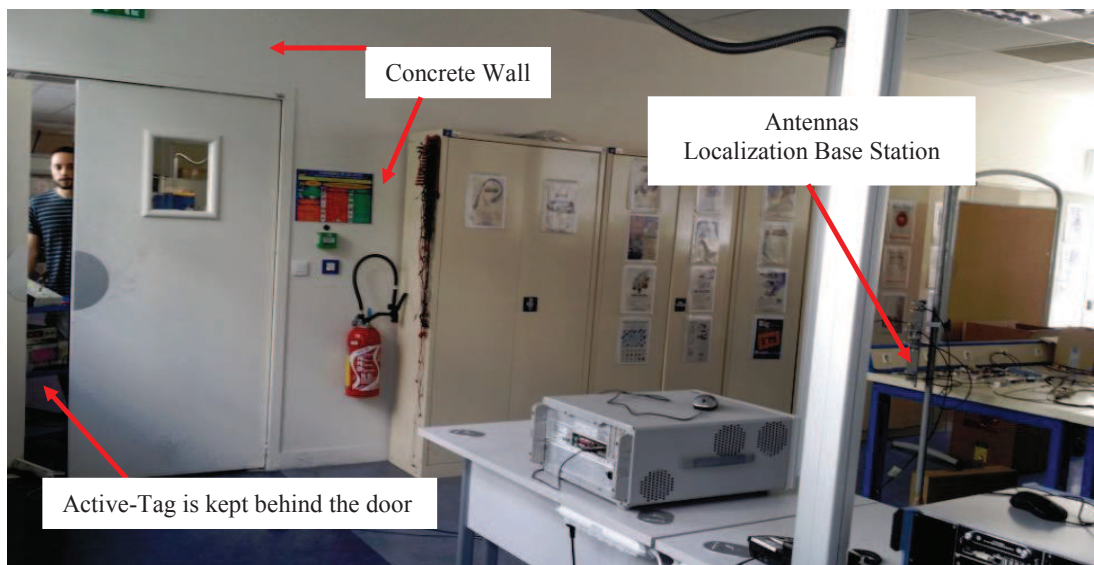 Concrete Wall
Antennas
Localization Base Station
Active-Tag is kept behind the door